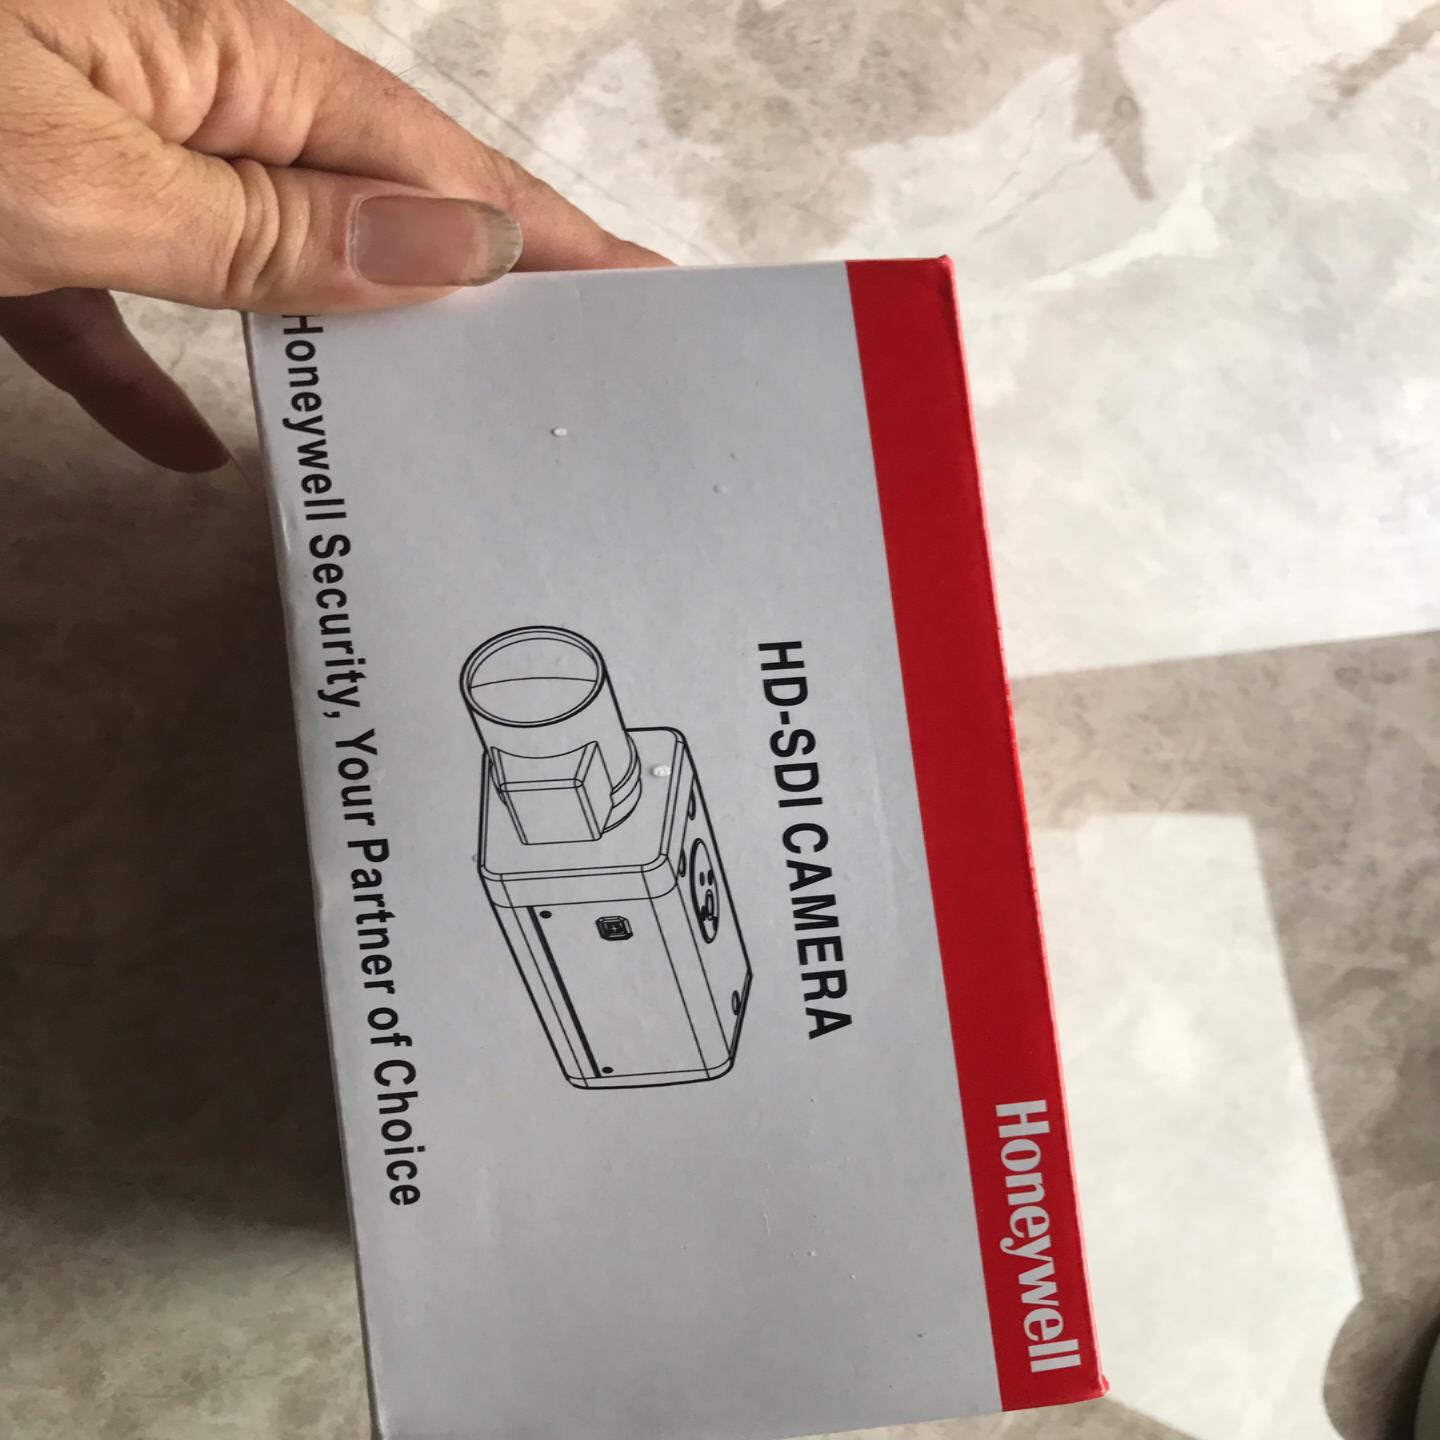 Honeywell
HD-SDI CAMERA
Honeywell Security, Your Partner of Choice